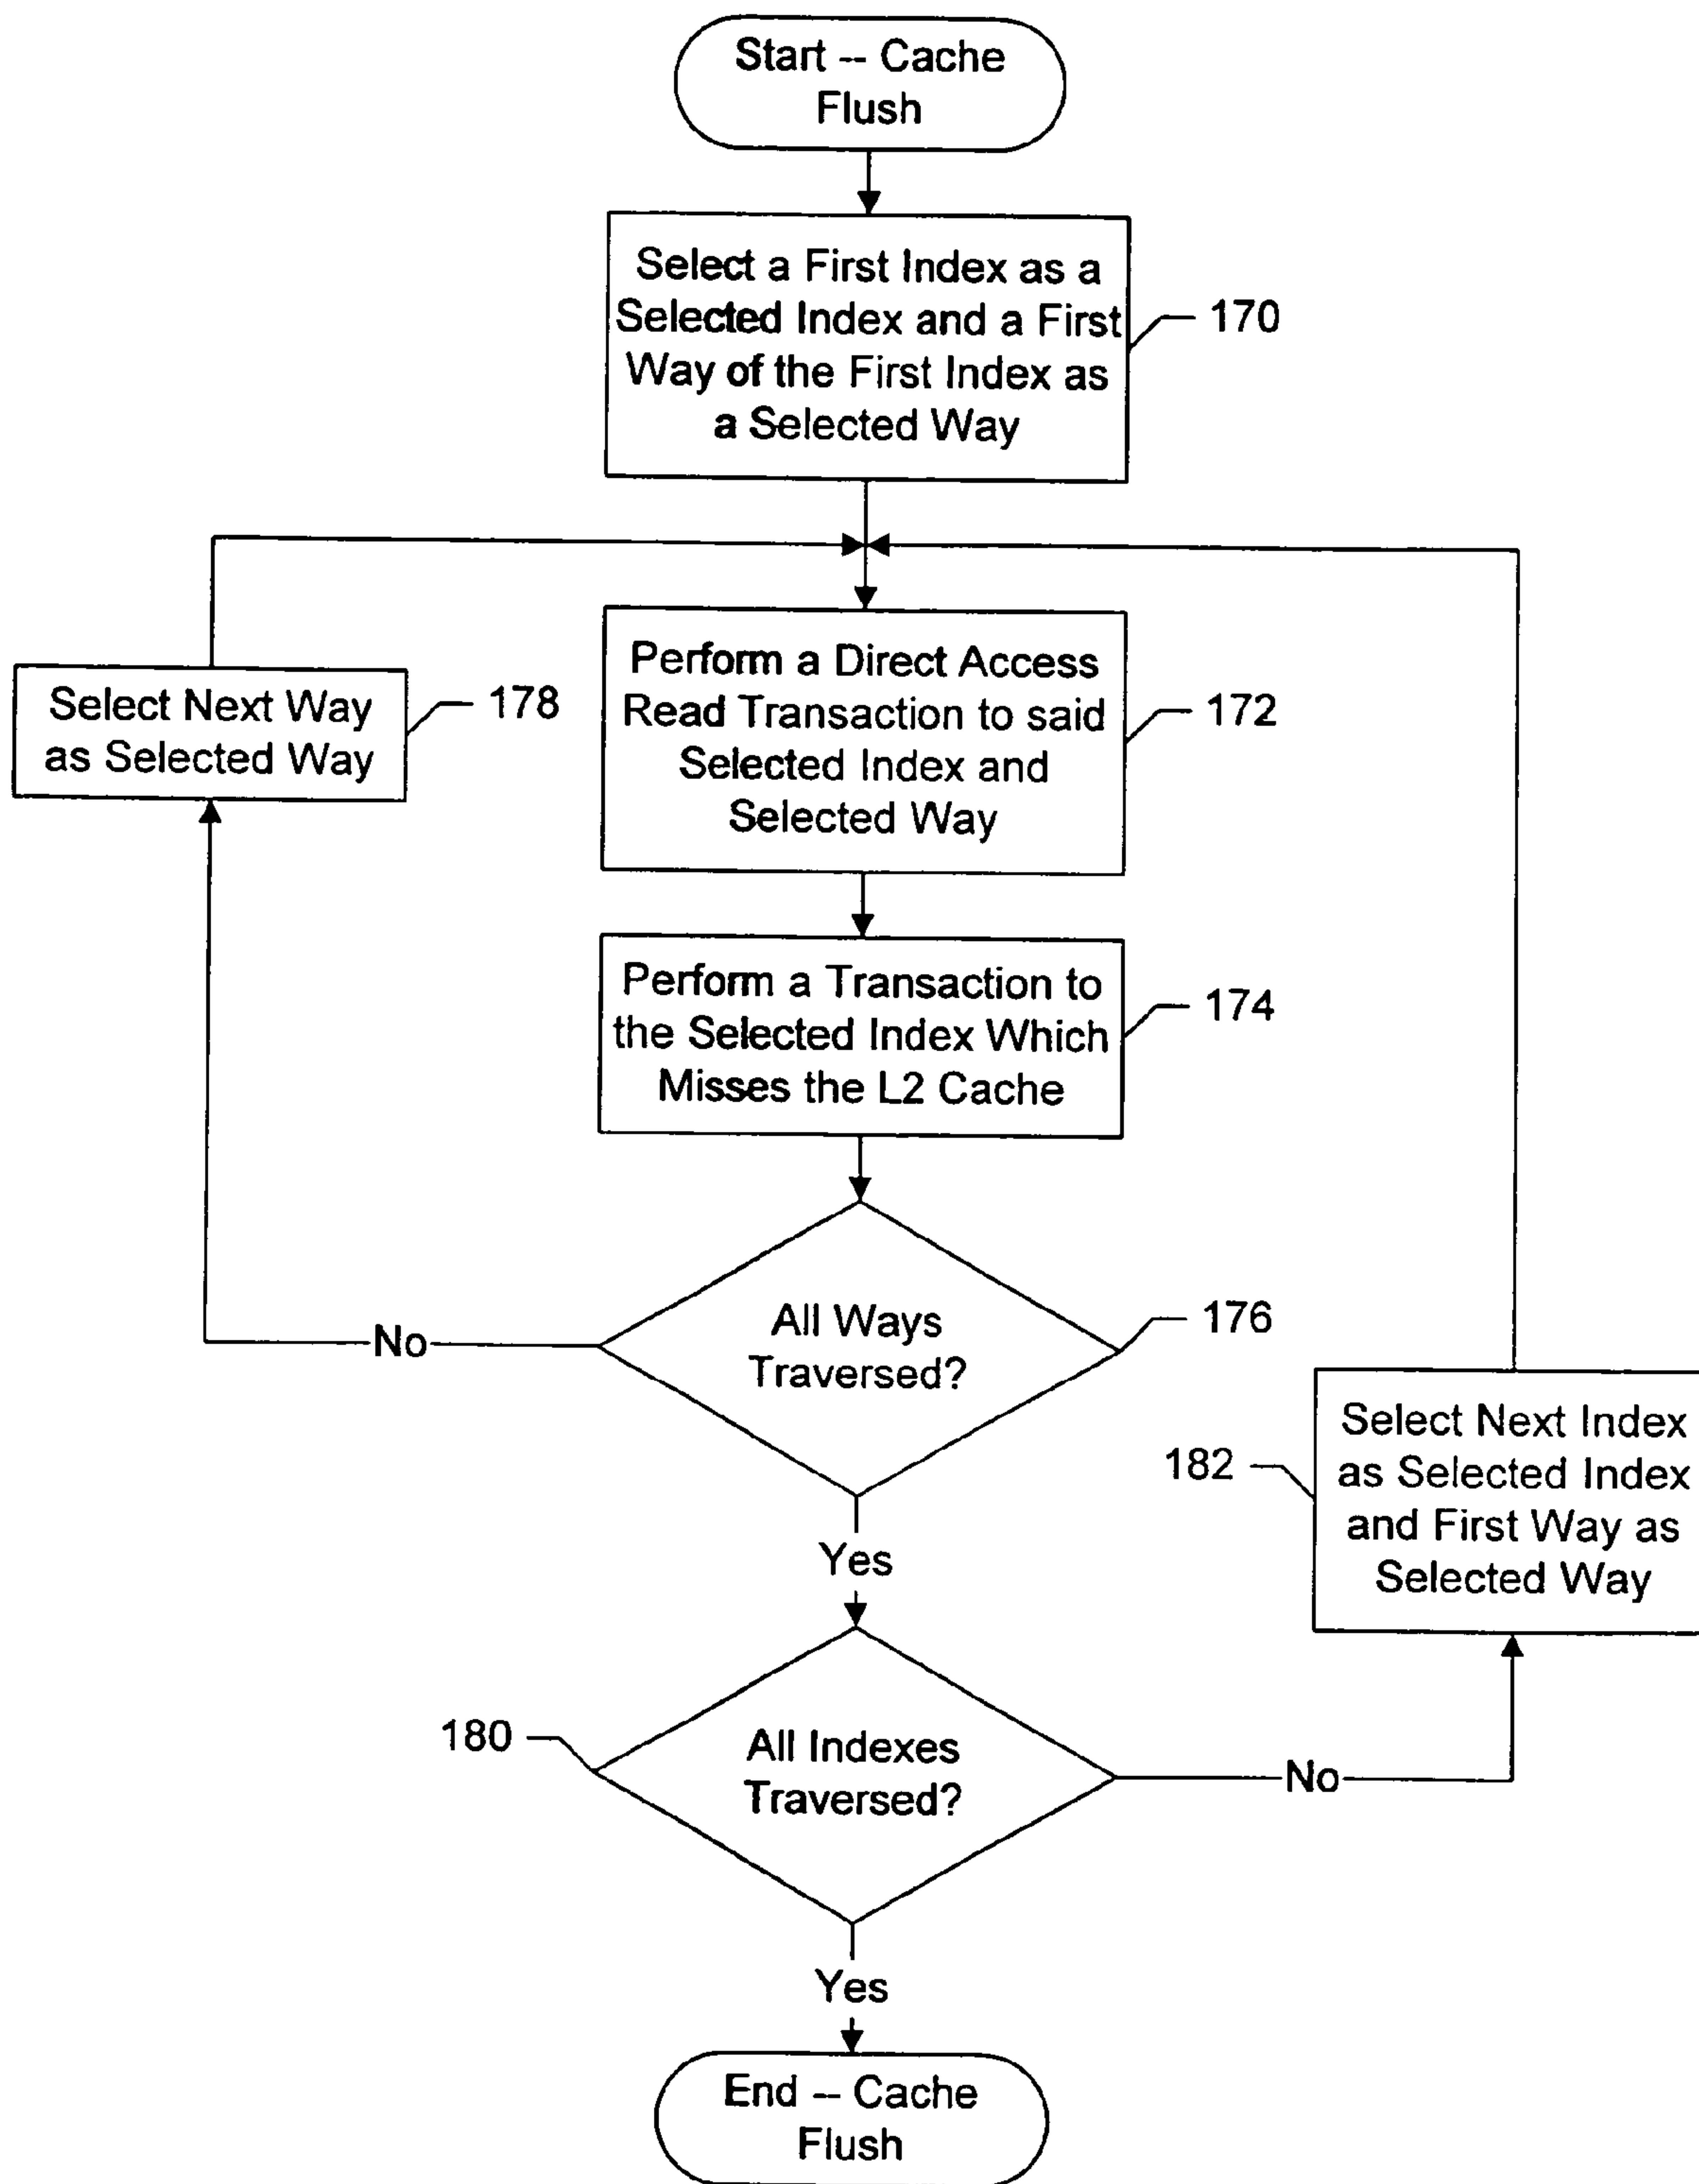 Start -- Cache
Flush
Select a First Index as a
Selected Index and a First
Way of the First Index as
a Selected Way
170
Select Next Way
as Selected Way
178
Perform a Direct Access
Read Transaction to said
Selected Index and
Selected Way
172
Perform a Transaction to
the Selected Index Which
Misses the L2 Cache
174
All Ways
Traversed?
176
No
Yes
Select Next Index
as Selected Index
and First Way as
Selected Way
182
180
All Indexes
Traversed?
No
Yes
End -- Cache
Flush